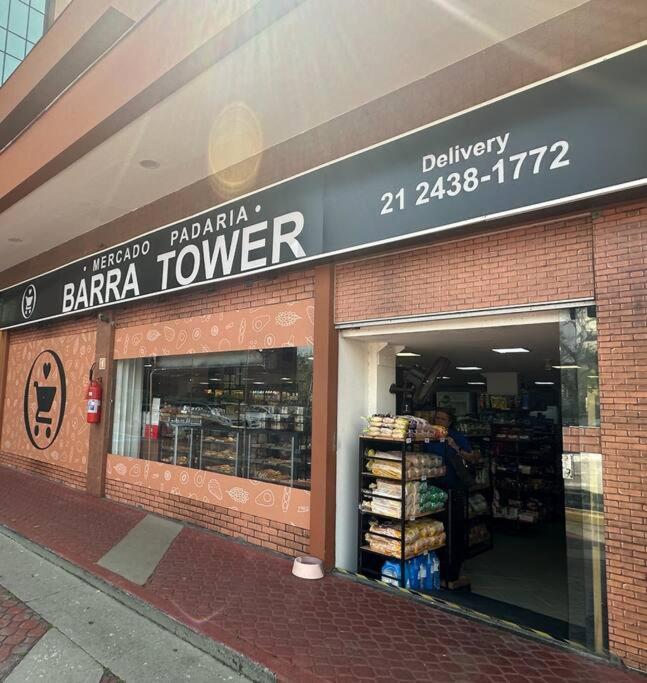 • MERCADO PADARIA •
BARRA TOWER
Delivery
21 2438-1772